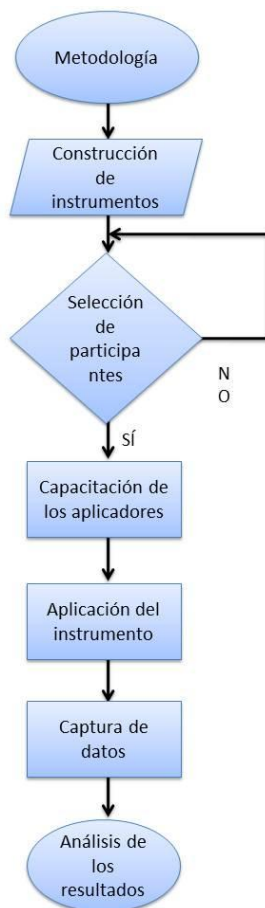 Metodología
Construcción
de
instrumentos
Selección
de
participa
ntes
N
O
SÍ
Capacitación de
los aplicadores
Aplicación del
instrumento
Captura de
datos
Análisis de
los
resultados